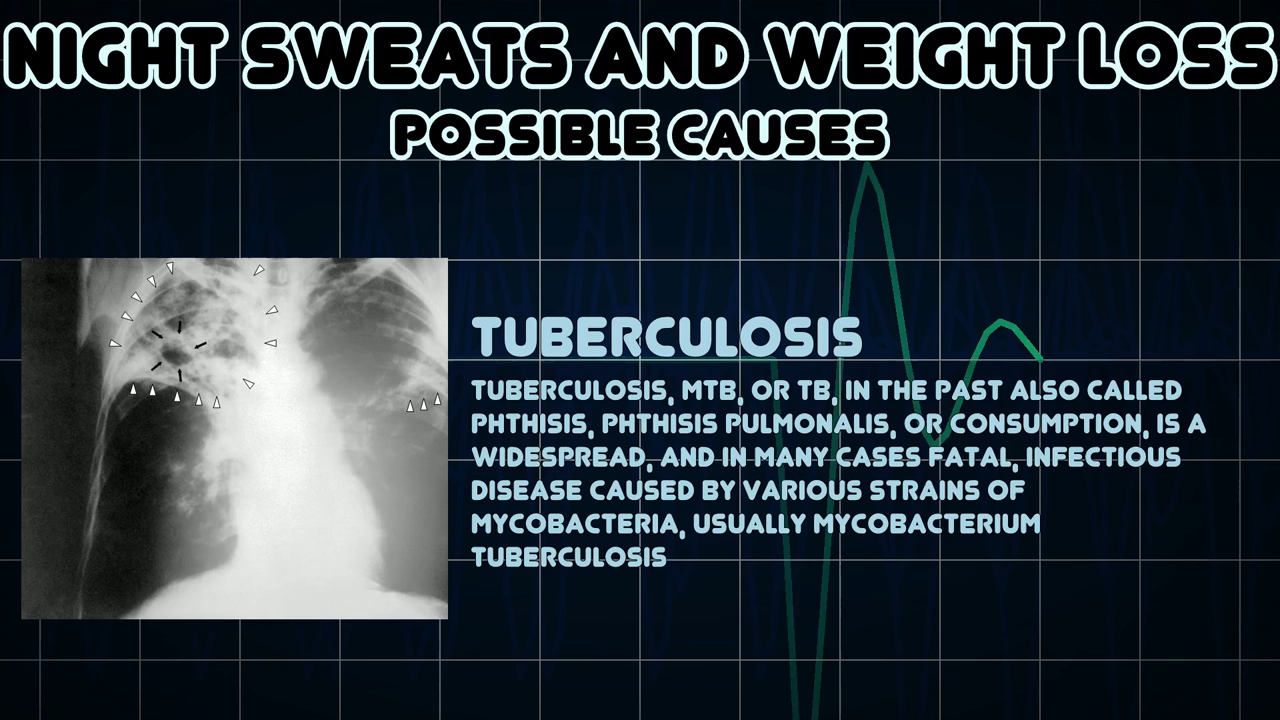 NIGHT SWEATS AND WEIGHT LOSS
POSSIBLE CAUSES
TUBERCULOSIS
TUBERCULOSIS, MTB, OR TB, IN THE PAST ALSO CALLED
PHTHISIS, PHTHISIS PULMONALIS, OR CONSUMPTION, IS A
WIDESPREAD, AND IN MANY CASES FATAL, INFECTIOUS
DISEASE CAUSED BY VARIOUS STRAINS OF
MYCOBACTERIA, USUALLY MYCOBACTERIUM
TUBERCULOSIS